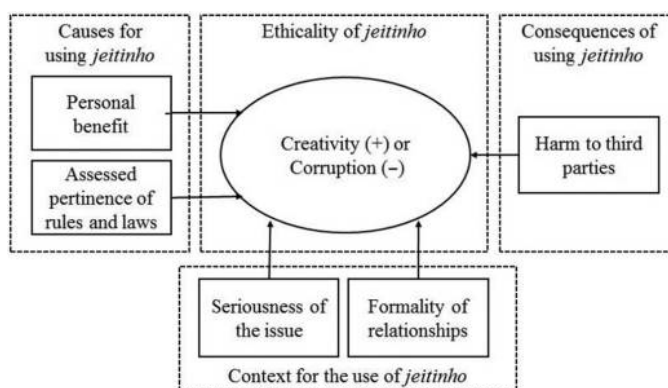 Causes for
using jeitinho
Personal
benefit
Assessed
pertinence of
rules and laws
Ethicality of jeitinho
Creativity (+) or
Corruption (−)
Consequences of
using jeitinho
Harm to third
parties
Seriousness of
the issue
Formality of
relationships
Context for the use of jeitinho